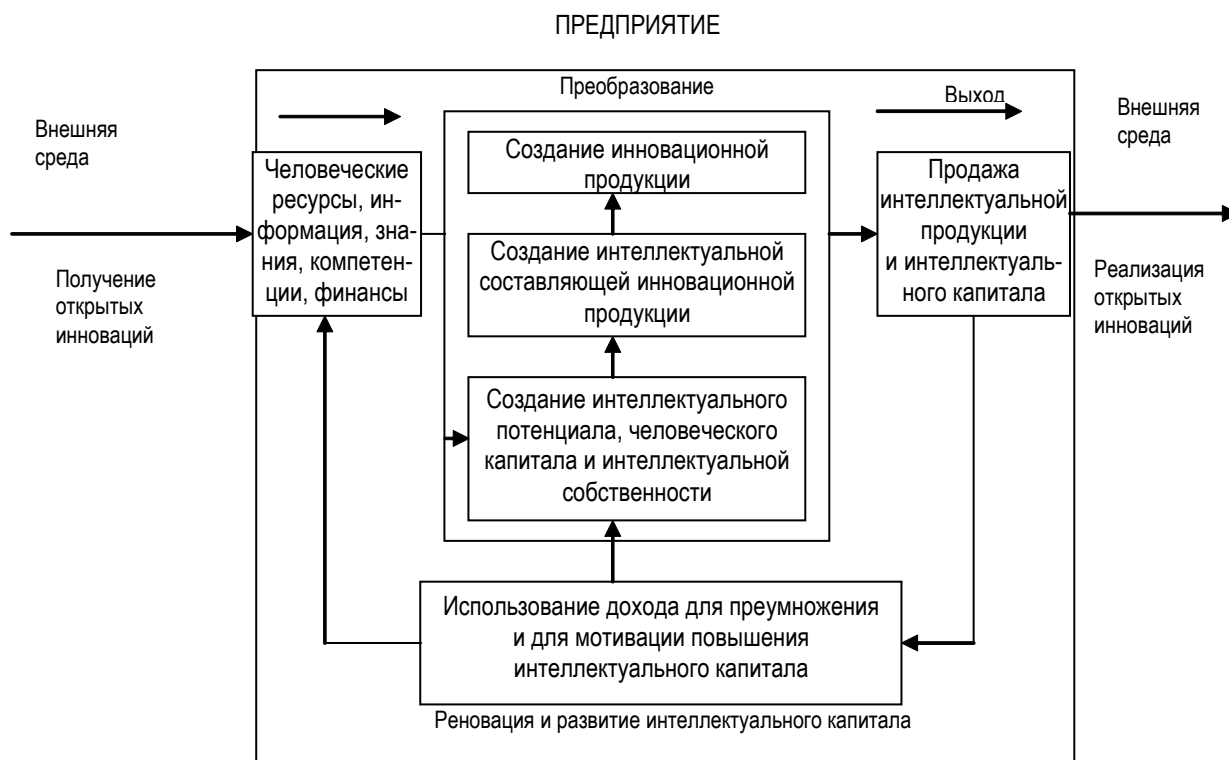 ПРЕДПРИЯТИЕ
Преобразование
Выход
Внешняя
среда
Внешняя
среда
Человеческие
ресурсы, ин-
формация, зна-
ния, компетен-
ции, финансы
Создание инновационной
продукции
Продажа
интеллектуальной
продукции
и интеллектуаль-
ного капитала
Создание интеллектуальной
составляющей инновационной
продукции
Получение
открытых
инноваций
Реализация
открытых
инноваций
Создание интеллектуального
потенциала, человеческого
капитала и интеллектуальной
собственности
Использование дохода для преумножения
и для мотивации повышения
интеллектуального капитала
Реновация и развитие интеллектуального капитала